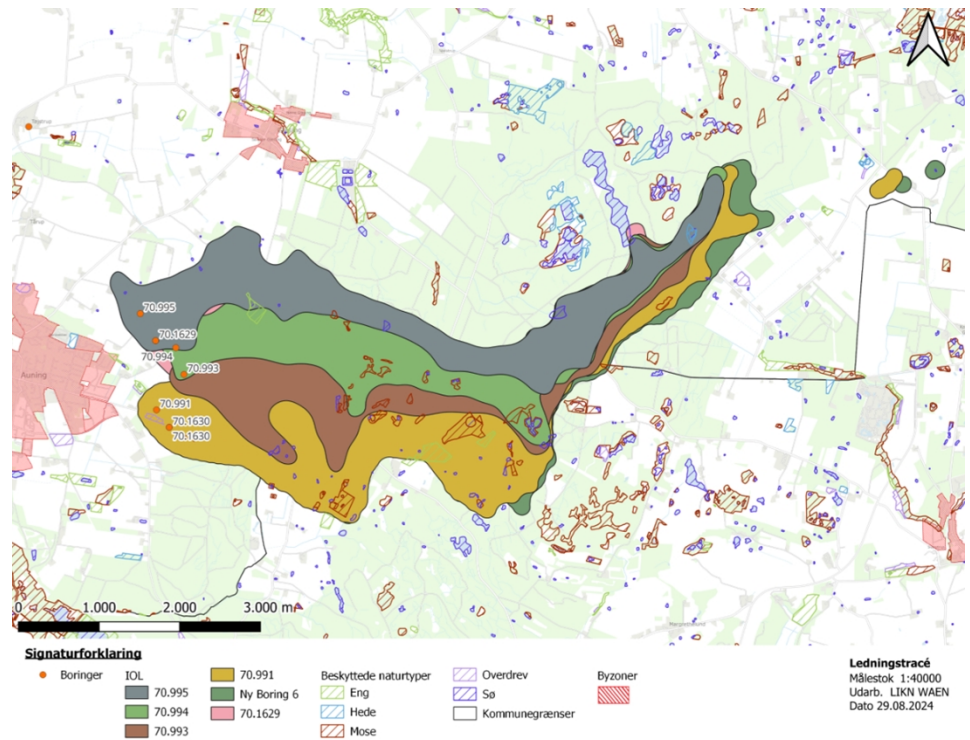 70.995
70.1629
70.994
70.993
70.991
70.1630
70.1630
Auning
0 1.000 2.000 3.000 m
Signaturforklaring
Boringer
IOL
70.995
70.994
70.993
70.991
Ny Boring 6
70.1629
Beskyttede naturtyper
Eng
Hede
Mose
Overdrev
Sø
Kommunegrænser
Byzoner
Ledningstracé
Målestok 1:40000
Udarb. LIKN WAEN
Dato 29.08.2024